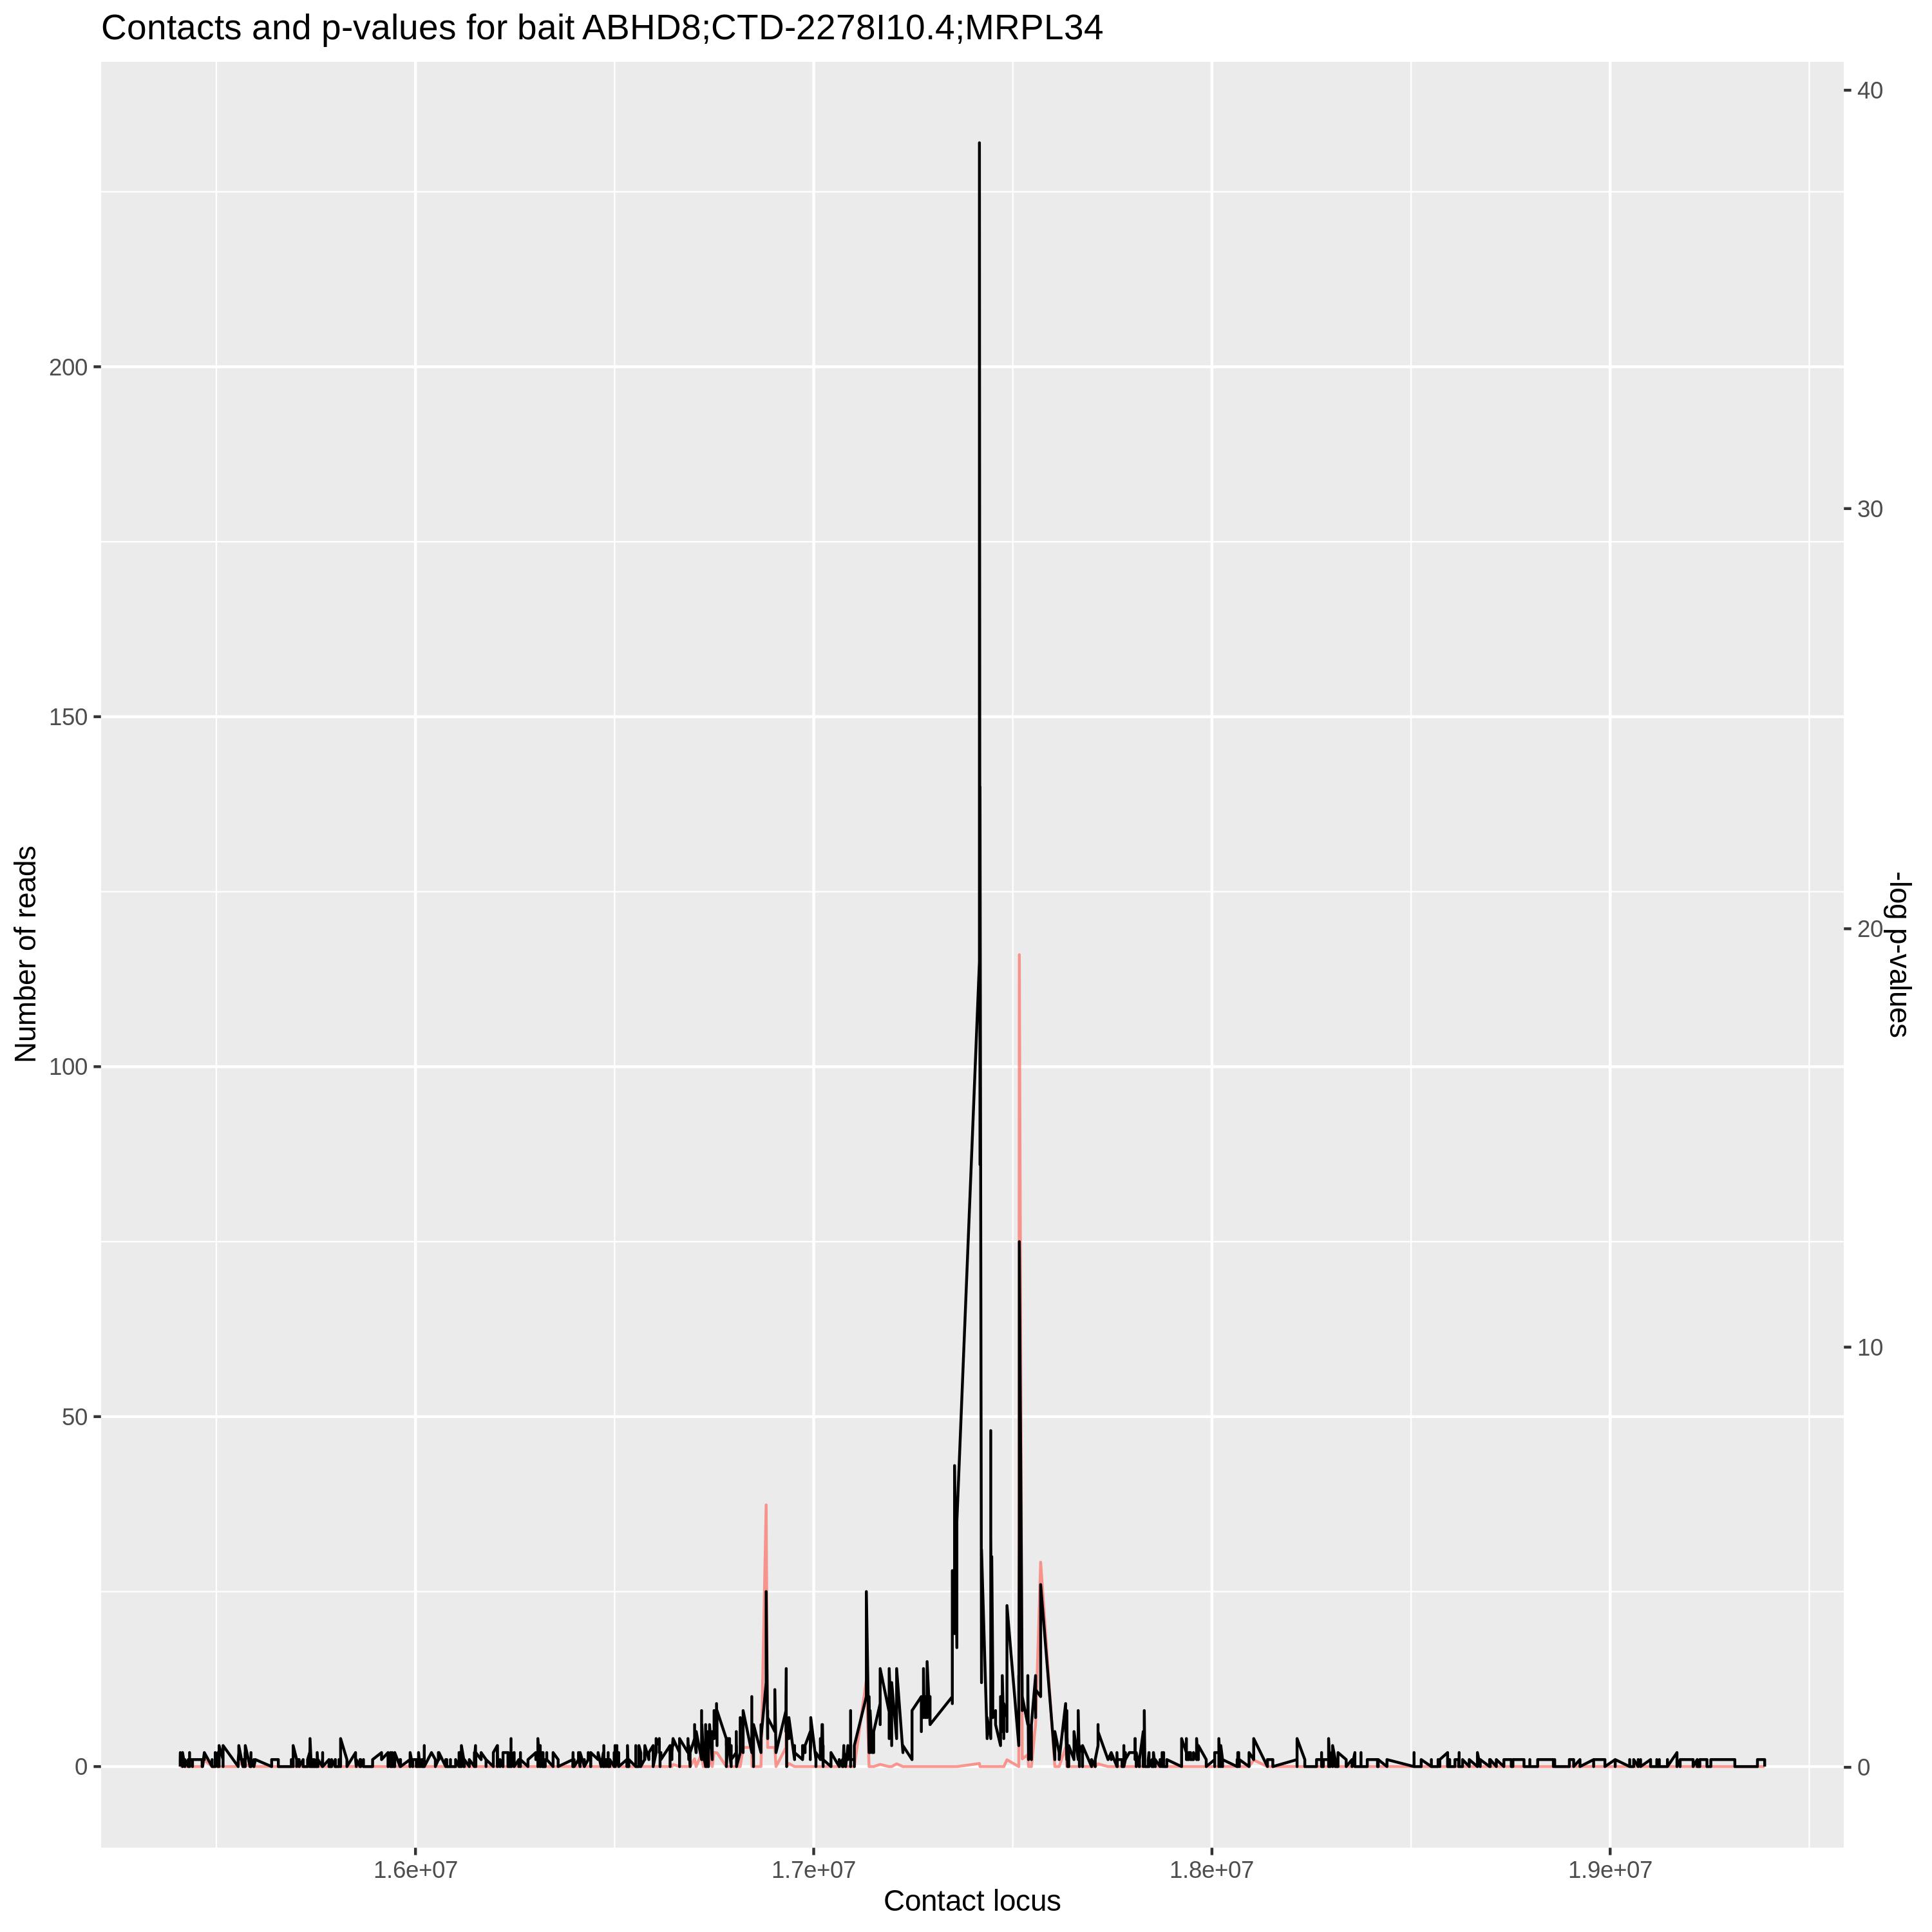 Contacts and p-values for bait ABHD8;CTD-2278I10.4;MRPL34
Number of reads
200
150
100
50
0
40
30
20
10
0
-log p-values
1.6e+07
1.7e+07
1.8e+07
1.9e+07
Contact locus